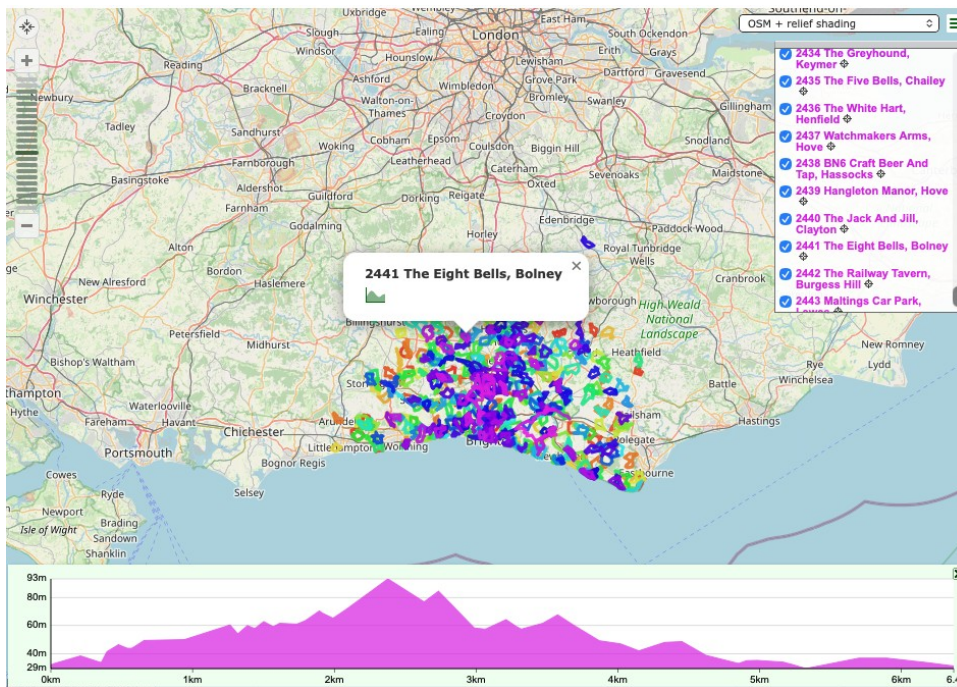 Uxbridge
London
East Ham
Southend-on-
OSM + relief shading
Slough
Ealing
South Ockendon
Windsor
Hounslow
Lewisham
Erith
Grays
Reading
Wimbledon
Grove Park
Dartford
Gravesend
Newbury
Bracknell
Ashford
Bromley
Swanley
Walton-on-
Thames
Croydon
Gillingham
Tadley
Sandhurst
Woking
Cobham
Epsom
Coulsdon
Biggin Hill
Snodland
Farnborough
Leatherhead
Caterham
Sevenoaks
Maidstone
Basingstoke
Aldershot
Guildford
Dorking
Reigate
Oxted
Farnham
Godalming
Edenbridge
Paddock Wood
Alton
Horley
Royal Tunbridge
Wells
New Alresford
Bordon
Haslemere
Cranbrook
Winchester
Billingshurst
High Weald
National
Landscape
Petersfield
Midhurst
Heathfield
Bishop's Waltham
Battle
Rye
New Romney
Lydd
Winchelsea
Waterlooville
Hastings
Fareham
Havant
Chichester
Portsmouth
Bognor Regis
Cowes
Selsey
Ryde
Newport
Brading
Isle of Wight
Sandown
Shanklin
2434 The Greyhound,
Keymer
2435 The Five Bells, Chailey
2436 The White Hart,
Henfield
2437 Watchmakers Arms,
Hove
2438 BN6 Craft Beer And
Tap, Hassocks
2439 Hangleton Manor, Hove
2440 The Jack And Jill,
Clayton
2441 The Eight Bells, Bolney
2442 The Railway Tavern,
Burgess Hill
2443 Maltings Car Park,
2441 The Eight Bells, Bolney
×
93m
80m
60m
40m
29m
0km
1km
2km
3km
4km
5km
6km